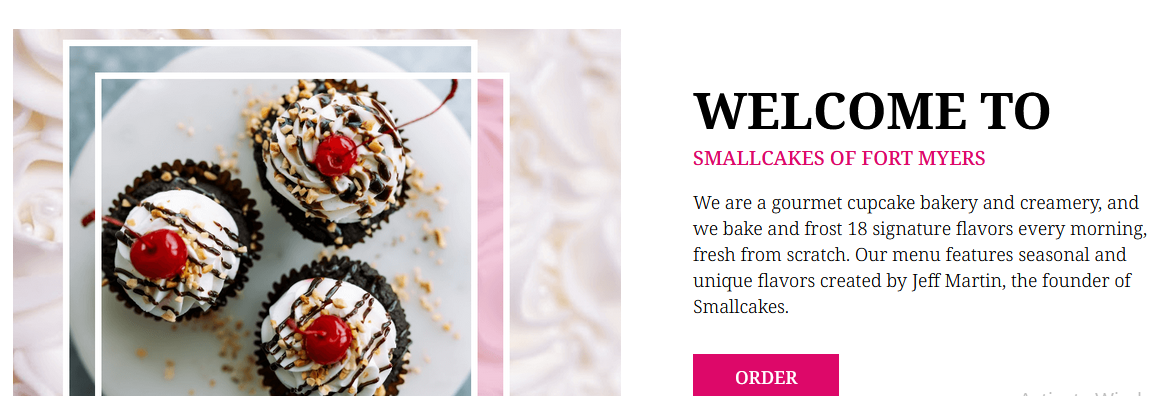 WELCOME TO
SMALLCAKES OF FORT MYERS
We are a gourmet cupcake bakery and creamery, and
we bake and frost 18 signature flavors every morning,
fresh from scratch. Our menu features seasonal and
unique flavors created by Jeff Martin, the founder of
Smallcakes.
ORDER